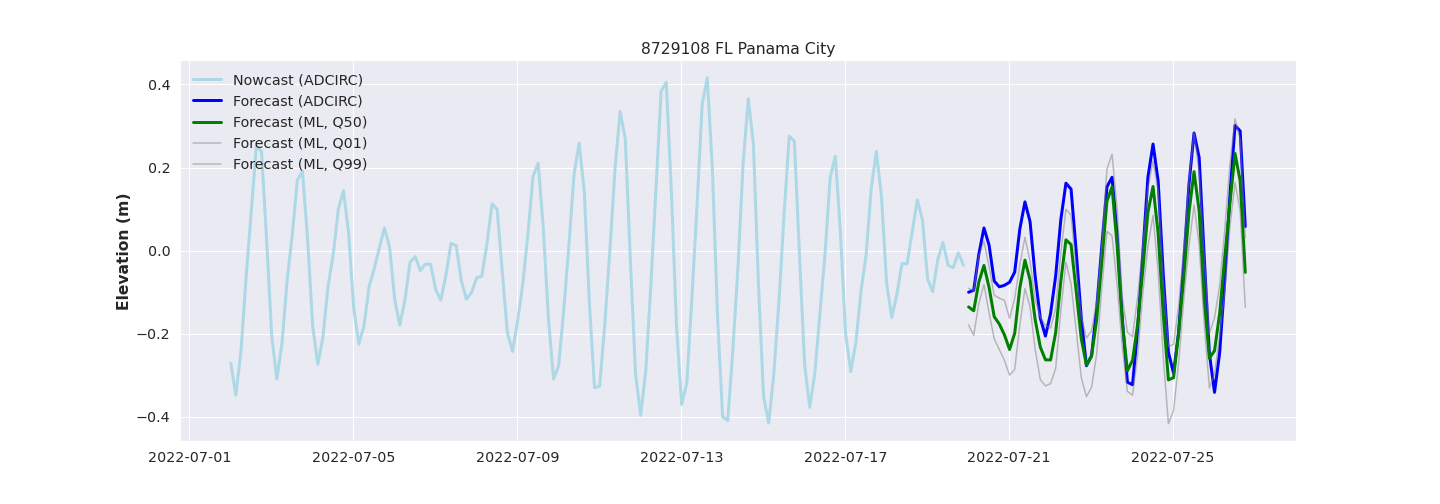 8729108 FL Panama City
Nowcast (ADCIRC)
Forecast (ADCIRC)
Forecast (ML, Q50)
Forecast (ML, Q01)
Forecast (ML, Q99)
Elevation (m)
0.4
0.2
0.0
−0.2
−0.4
2022-07-01
2022-07-05
2022-07-09
2022-07-13
2022-07-17
2022-07-21
2022-07-25